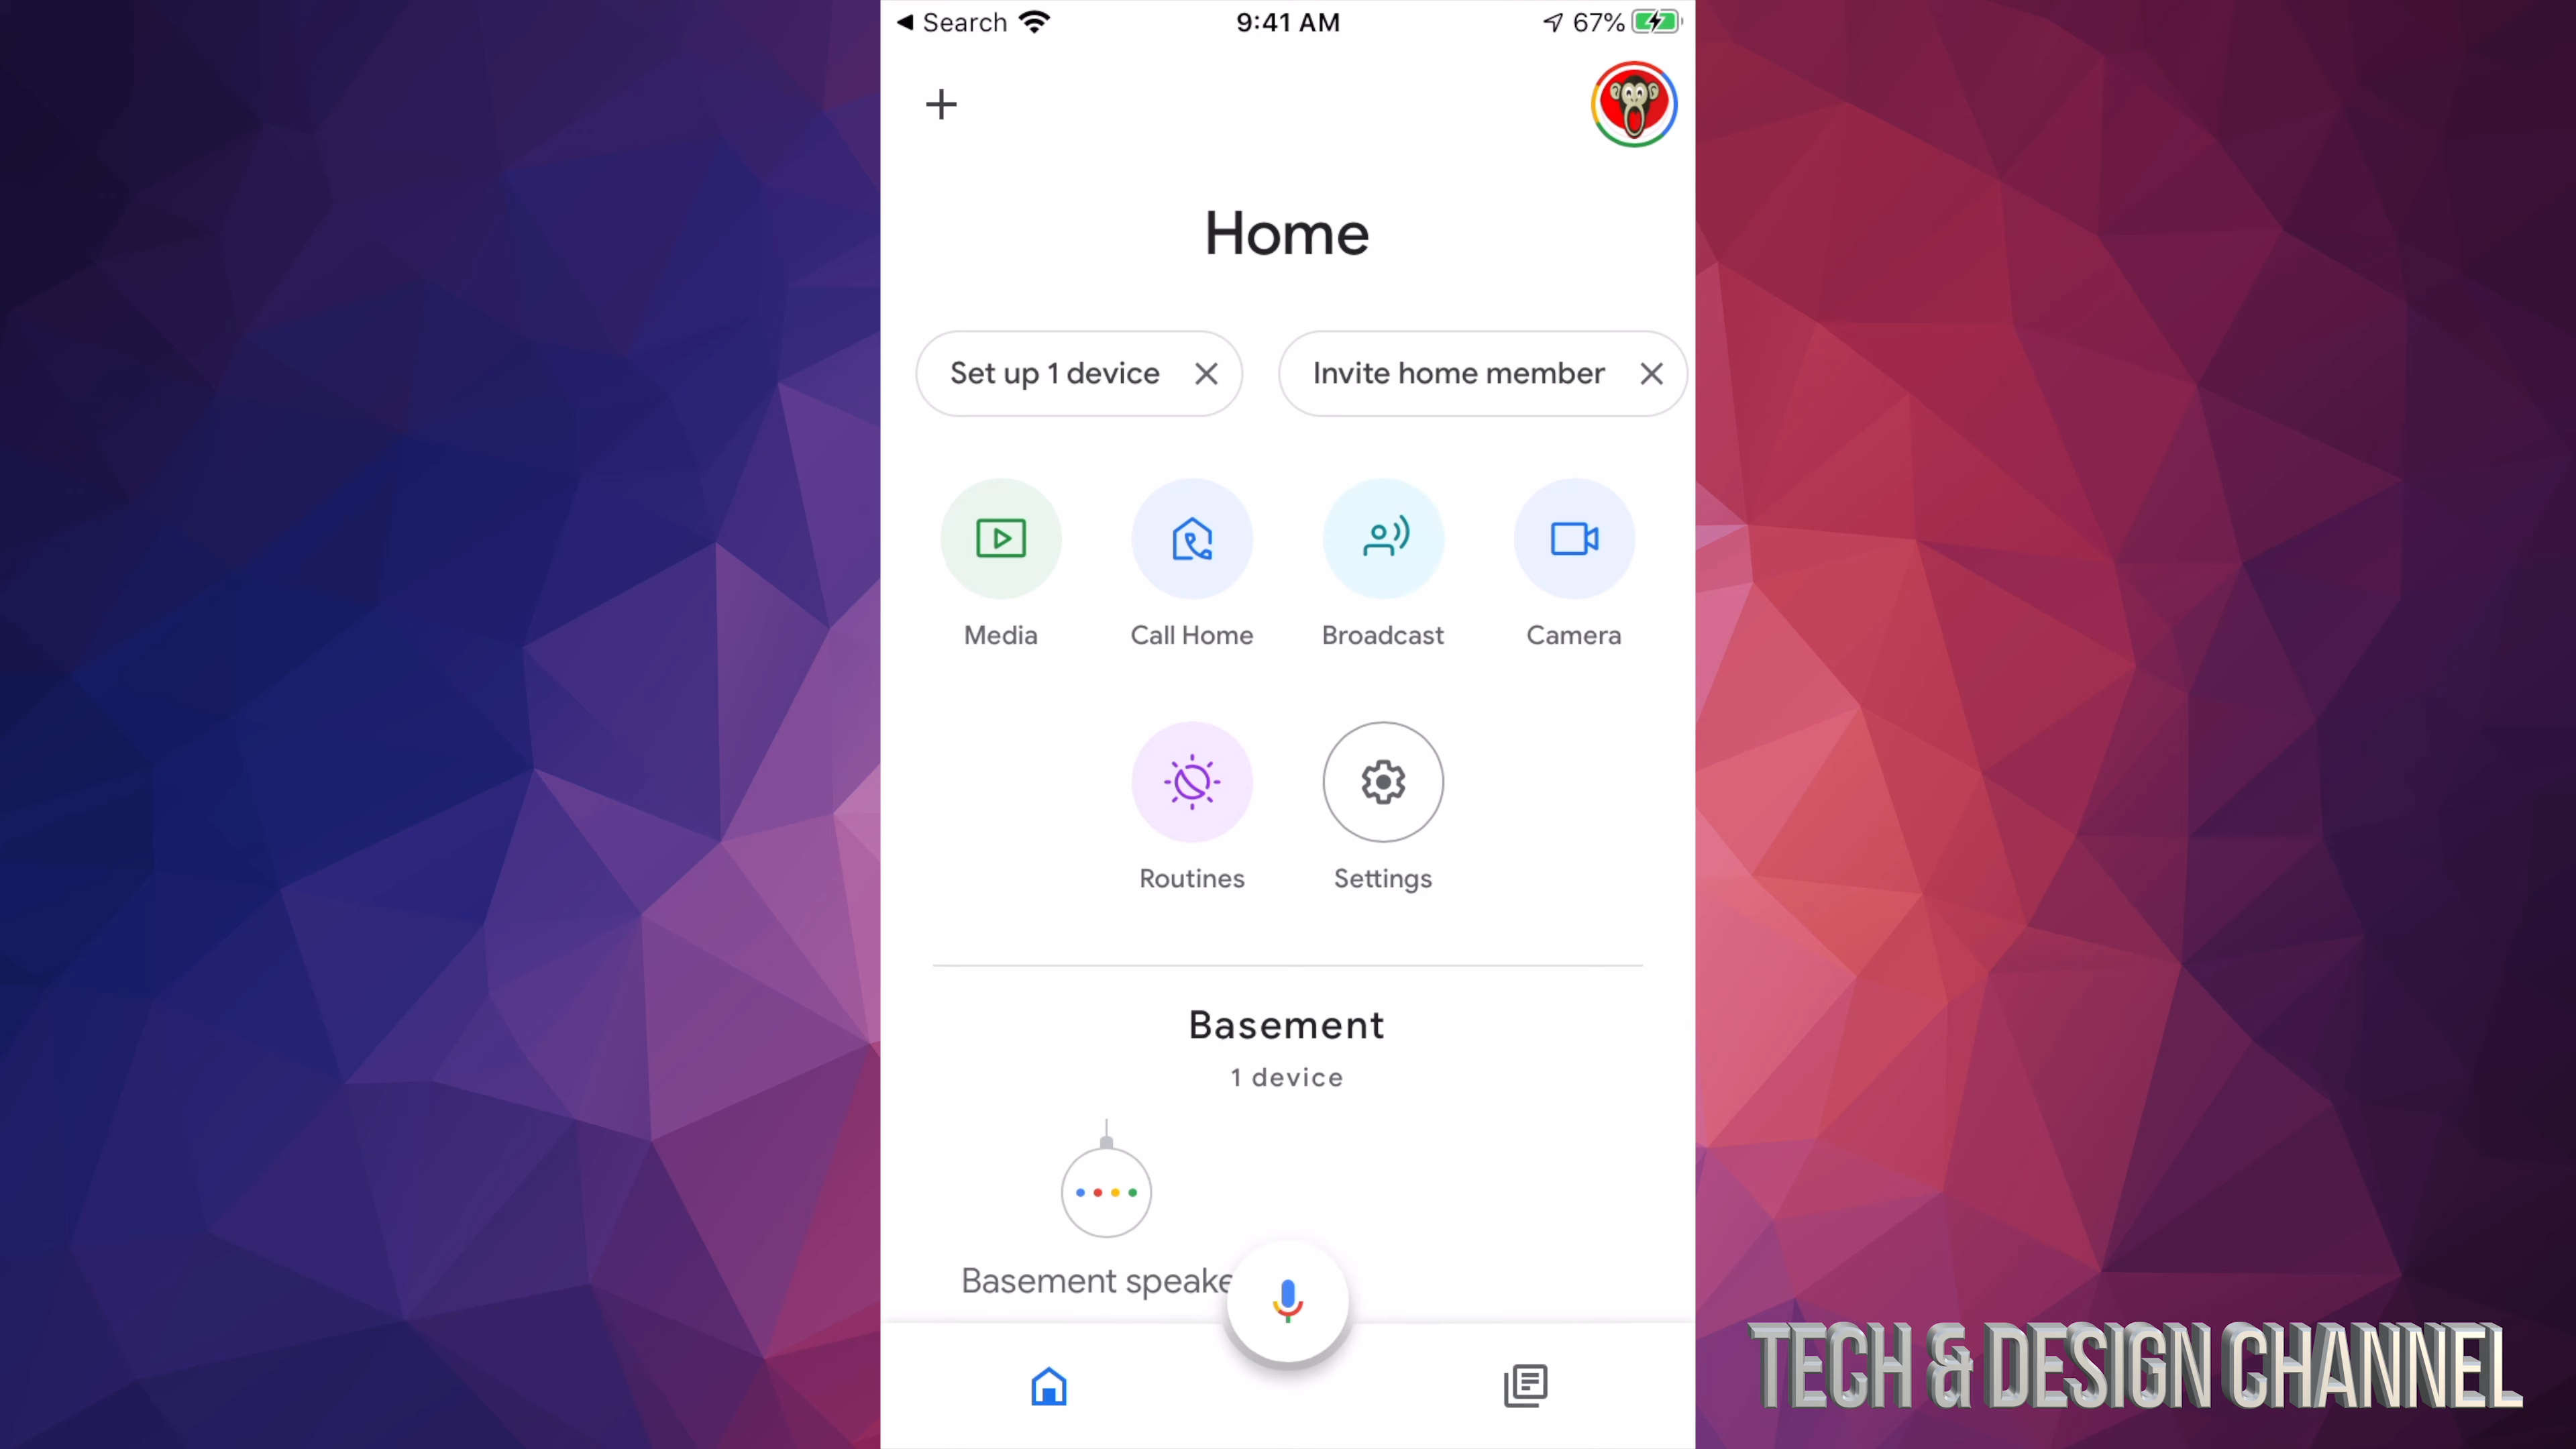 Search 9:41 AM 67%
Home
Set up 1 device Invite home member
Media Call Home Broadcast Camera
Routines Settings
Basement
1 device
Basement speake
TECH & DESIGN CHANNEL